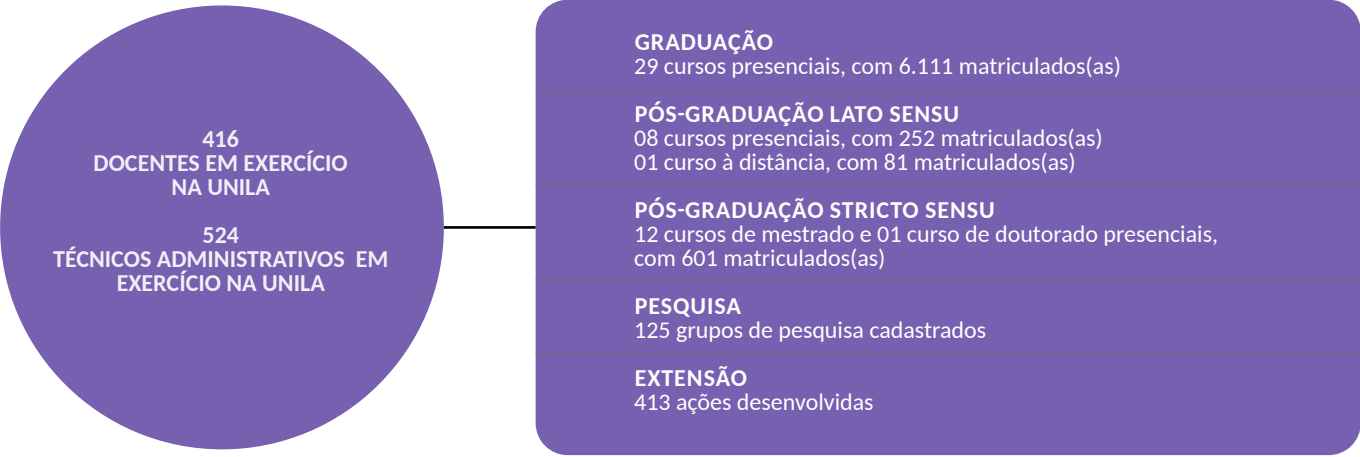 416
DOCENTES EM EXERCÍCIO
NA UNILA
524
TÉCNICOS ADMINISTRATIVOS  EM
EXERCÍCIO NA UNILA
GRADUAÇÃO
29 cursos presenciais, com 6.111 matriculados(as)
PÓS-GRADUAÇÃO LATO SENSU
08 cursos presenciais, com 252 matriculados(as)
01 curso à distância, com 81 matriculados(as)
PÓS-GRADUAÇÃO STRICTO SENSU
12 cursos de mestrado e 01 curso de doutorado presenciais,
com 601 matriculados(as)
PESQUISA
125 grupos de pesquisa cadastrados
EXTENSÃO
413 ações desenvolvidas